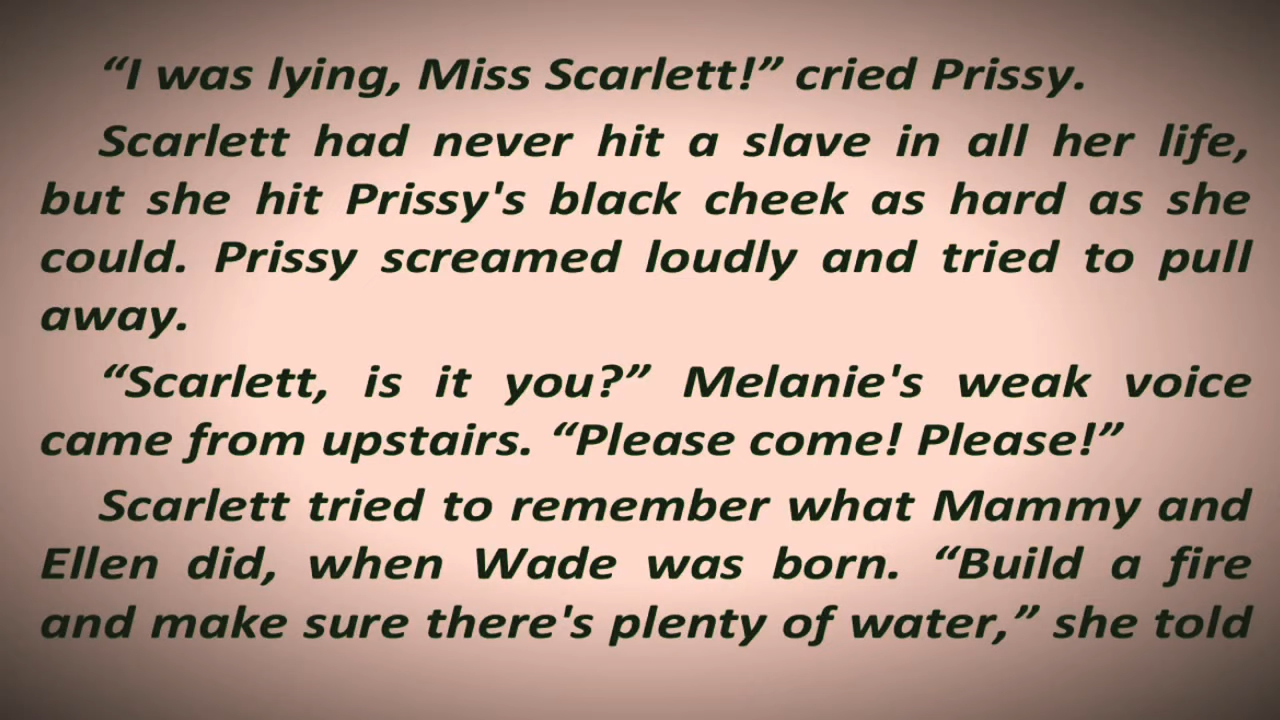 “I was lying, Miss Scarlett!” cried Prissy.
Scarlett had never hit a slave in all her life,
but she hit Prissy's black cheek as hard as she
could. Prissy screamed loudly and tried to pull
away.
“Scarlett, is it you?” Melanie's weak voice
came from upstairs. “Please come! Please!”
Scarlett tried to remember what Mammy and
Ellen did, when Wade was born. “Build a fire
and make sure there's plenty of water,” she told